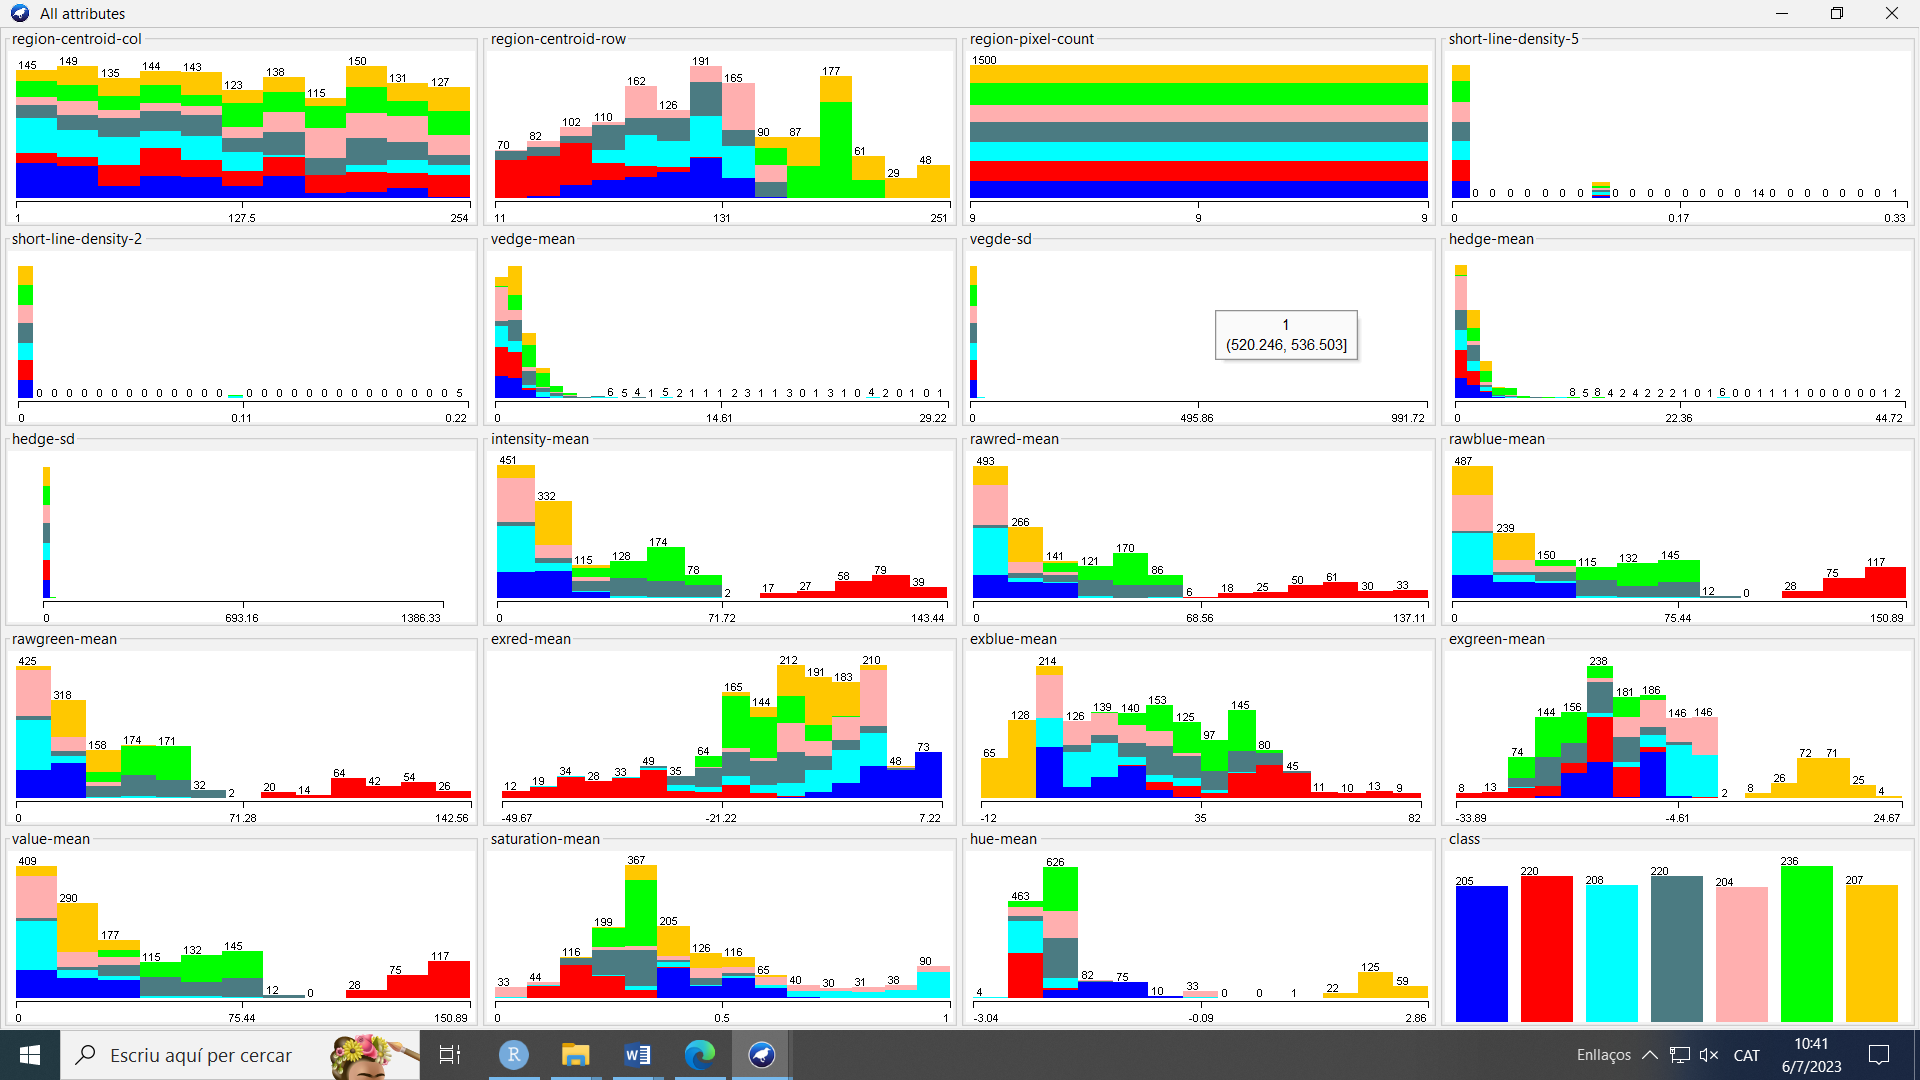 All attributes
region-centroid-col
145 149 135 144 143 123 138 115 150 131 127
1 127.5 254
region-centroid-row
70 82 102 110 162 126 191 165 90 87 177 61 29 48
11 131 251
region-pixel-count
1500
9 9 9
short-line-density-5
0 0 0 0 0 0 0 0 0 0 0 0 0 0 0 14 0 0 0 0 0 0 1
0 0.17 0.33
short-line-density-2
0 0 0 0 0 0 0 0 0 0 0 0 0 0 0 0 0 0 0 0 0 0 0 0 0 0 5
0 0.11 0.22
vedge-mean
6 5 4 1 5 2 1 1 1 2 3 1 1 3 0 1 3 1 0 4 2 0 1 0 1
0 14.61 29.22
vegde-sd
1
(520.246, 536.503]
0 495.86 991.72
hedge-mean
8 5 8 4 2 4 2 2 2 1 0 1 6 0 0 1 1 1 1 0 0 0 0 0 1 2
0 22.36 44.72
hedge-sd
0 693.16 1386.33
intensity-mean
451 332 115 128 174 78 2 17 27 58 79 39
0 71.72 143.44
rawred-mean
493 266 141 121 170 86 6 18 25 50 61 30 33
0 68.56 137.11
rawblue-mean
487 239 150 115 132 145 12 0 28 75 117
0 75.44 150.89
rawgreen-mean
425 318 158 174 171 32 2 20 14 64 42 54 26
0 71.28 142.56
exred-mean
12 19 34 28 33 49 35 64 165 144 212 191 183 210 48 73
-49.67 -21.22 7.22
exblue-mean
65 128 214 126 139 140 153 125 97 145 80 45 11 10 13 9
-12 35 82
exgreen-mean
8 13 74 144 156 238 181 186 146 146 2 8 26 72 71 25 4
-33.89 -4.61 24.67
value-mean
409 290 177 115 132 145 12 0 28 75 117
0 75.44 150.89
saturation-mean
33 44 116 199 367 205 126 116 65 40 30 31 38 90
0 0.5 1
hue-mean
4 463 626 82 75 10 33 0 0 1 22 125 59
-3.04 -0.09 2.86
class
205 220 208 220 204 236 207
Escriu aquí per cercar
R
W
Enllaços
CAT
10:41
6/7/2023